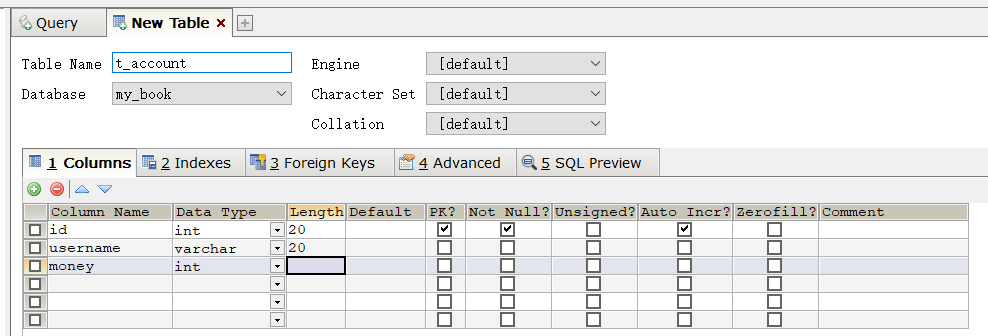 Query New Table
Table Name t_account Engine [default]
Database my_book Character Set [default]
Collation [default]
1 Columns 2 Indexes 3 Foreign Keys 4 Advanced 5 SQL Preview
Column Name Data Type Length Default PK? Not Null? Unsigned? Auto Incr? Zerofill? Comment
id int 20
username varchar 20
money int